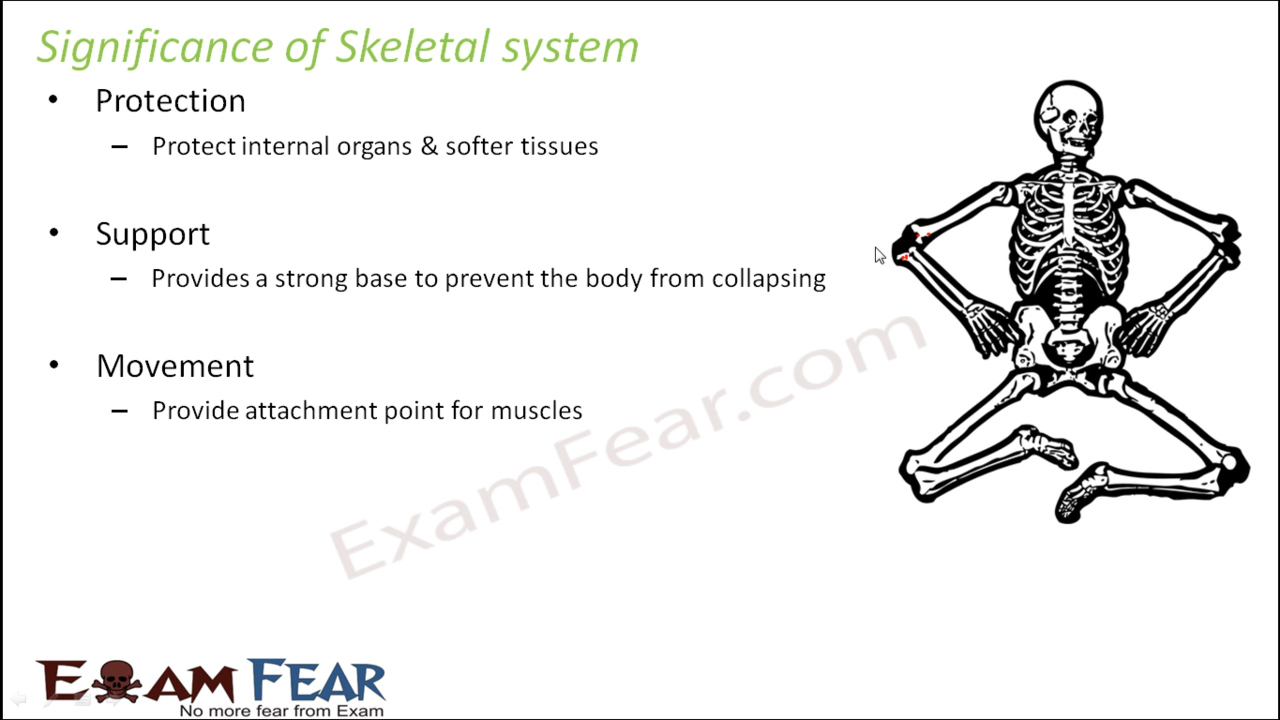 Significance of Skeletal system
• Protection
– Protect internal organs & softer tissues
• Support
– Provides a strong base to prevent the body from collapsing
• Movement
– Provide attachment point for muscles
ExamFear.com
EXAM FEAR
No more fear from Exam